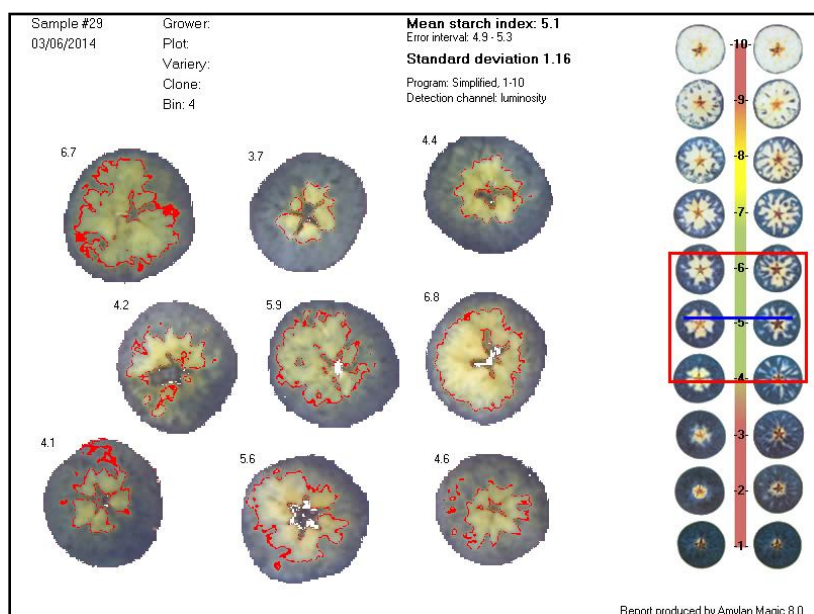 Sample #29
03/06/2014
Grower:
Plot:
Variery:
Clone:
Bin: 4
Mean starch index: 5.1
Error interval: 4.9 - 5.3
Standard deviation 1.16
Program: Simplified, 1-10
Detection channel: luminosity
6.7
3.7
4.4
4.2
5.9
6.8
4.1
5.6
4.6
-10-
-9-
-8-
-7-
-6-
-5-
-4-
-3-
-2-
-1-
Report produced by Amylan Magic 8.0